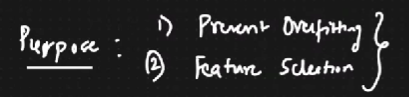 Purpose : 1) Prevent Overfitting
2) Feature Selection